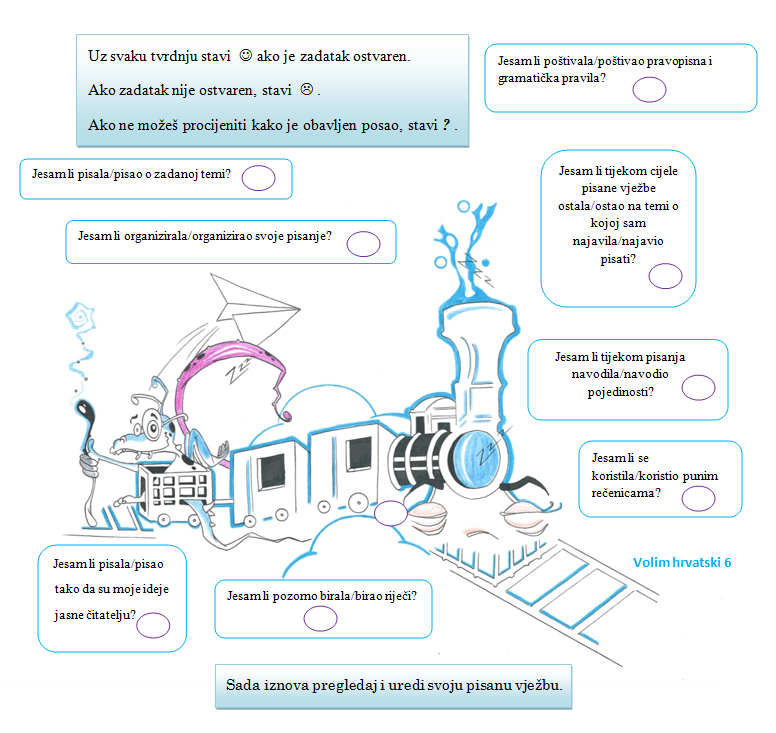 Uz svaku tvrdnju stavi ☺ ako je zadatak ostvaren.
Ako zadatak nije ostvaren, stavi ☹ .
Ako ne možeš procijeniti kako je obavljen posao, stavi ? .
Jesam li poštivala/poštivao pravopisna i
gramatička pravila?
Jesam li pisala/pisao o zadanoj temi?
Jesam li tijekom cijele
pisane vježbe
ostala/ostao na temi o
kojoj sam
najavila/najavio
pisati?
Jesam li organizirala/organizirao svoje pisanje?
zzz
zzz
Jesam li tijekom pisanja
navodila/navodio
pojedinosti?
zzz
Jesam li se
koristila/koristio punim
rečenicama?
Jesam li pisala/pisao
tako da su moje ideje
jasne čitatelju?
Volim hrvatski 6
Jesam li pozorno birala/birao riječi?
Sada iznova pregledaj i uredi svoju pisanu vježbu.